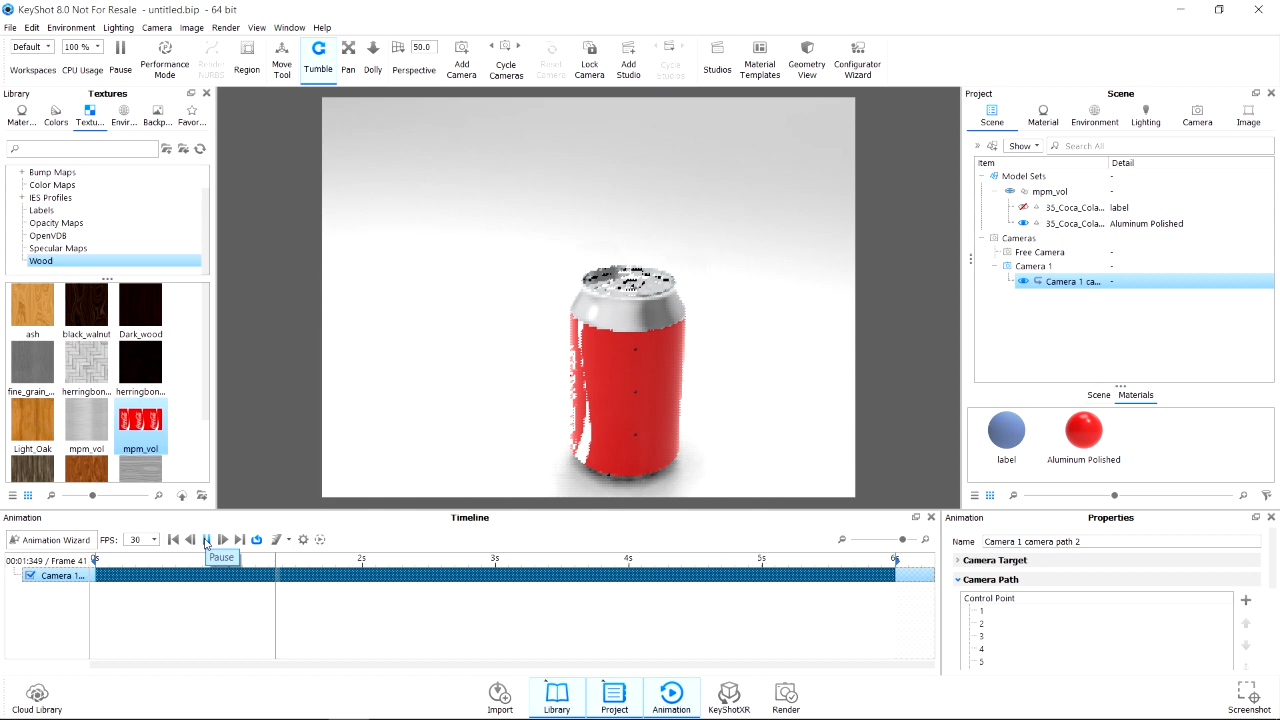 KeyShot 8.0 Not For Resale - untitled.bip - 64 bit
File Edit Environment Lighting Camera Image Render View Window Help
Default 100 % 50.0
Workspaces CPU Usage Pause Performance Mode Render NURBS Region Move Tool Tumble Pan Dolly Perspective Add Camera Cycle Cameras Reset Camera Lock Camera Add Studio Cycle Studios Studios Material Templates Geometry View Configurator Wizard
Library Textures
Mater... Colors Textu... Envir... Backp... Favor...
Bump Maps
Color Maps
IES Profiles
Labels
Opacity Maps
OpenVDB
Specular Maps
Wood
ash black_walnut Dark_wood
fine_grain_... herringbon... herringbon...
Light_Oak mpm_vol mpm_vol
Project Scene
Scene Material Environment Lighting Camera Image
Show Search All
Item Detail
Model Sets -
mpm_vol -
35_Coca_Cola... label
35_Coca_Cola... Aluminum Polished
Cameras -
Free Camera -
Camera 1 -
Camera 1 ca... -
Scene Materials
label Aluminum Polished
Animation Timeline
Animation Wizard FPS: 30
Pause
00:01:349 / Frame 41 0s 1s 2s 3s 4s 5s 6s
Camera 1...
Animation Properties
Name Camera 1 camera path 2
Camera Target
Camera Path
Control Point
1
2
3
4
5
Cloud Library Import Library Project Animation KeyShotXR Render Screenshot